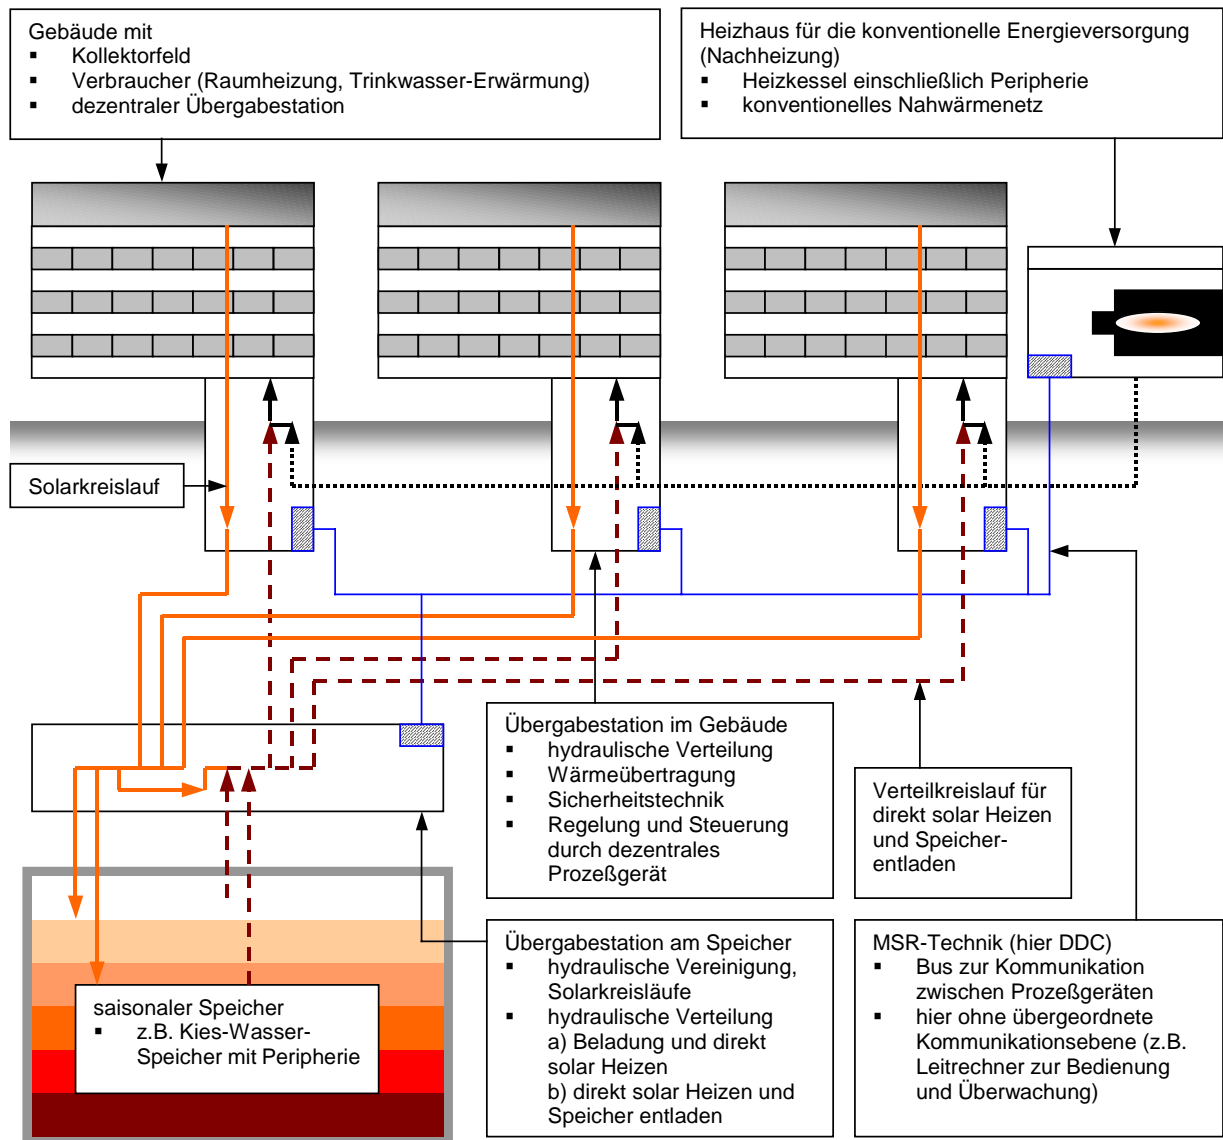 Gebäude mit
▪ Kollektorfeld
▪ Verbraucher (Raumheizung, Trinkwasser-Erwärmung)
▪ dezentraler Übergabestation
Heizhaus für die konventionelle Energieversorgung
(Nachheizung)
▪ Heizkessel einschließlich Peripherie
▪ konventionelles Nahwärmenetz
Solarkreislauf
Übergabestation im Gebäude
▪ hydraulische Verteilung
▪ Wärmeübertragung
▪ Sicherheitstechnik
▪ Regelung und Steuerung
durch dezentrales
Prozeßgerät
Verteilkreislauf für
direkt solar Heizen
und Speicher-
entladen
saisonaler Speicher
▪ z.B. Kies-Wasser-
Speicher mit Peripherie
Übergabestation am Speicher
▪ hydraulische Vereinigung,
Solarkreisläufe
▪ hydraulische Verteilung
a) Beladung und direkt
solar Heizen
b) direkt solar Heizen und
Speicher entladen
MSR-Technik (hier DDC)
▪ Bus zur Kommunikation
zwischen Prozeßgeräten
▪ hier ohne übergeordnete
Kommunikationsebene (z.B.
Leitrechner zur Bedienung
und Überwachung)